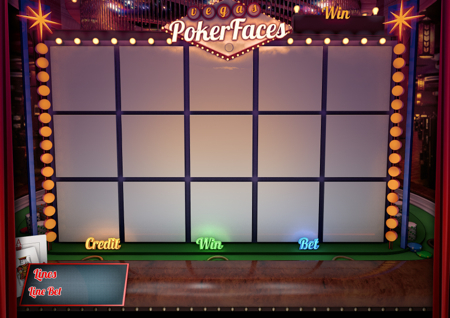 Vegas
Win
PokerFaces
Credit
Win
Bet
Lines
Line Bet